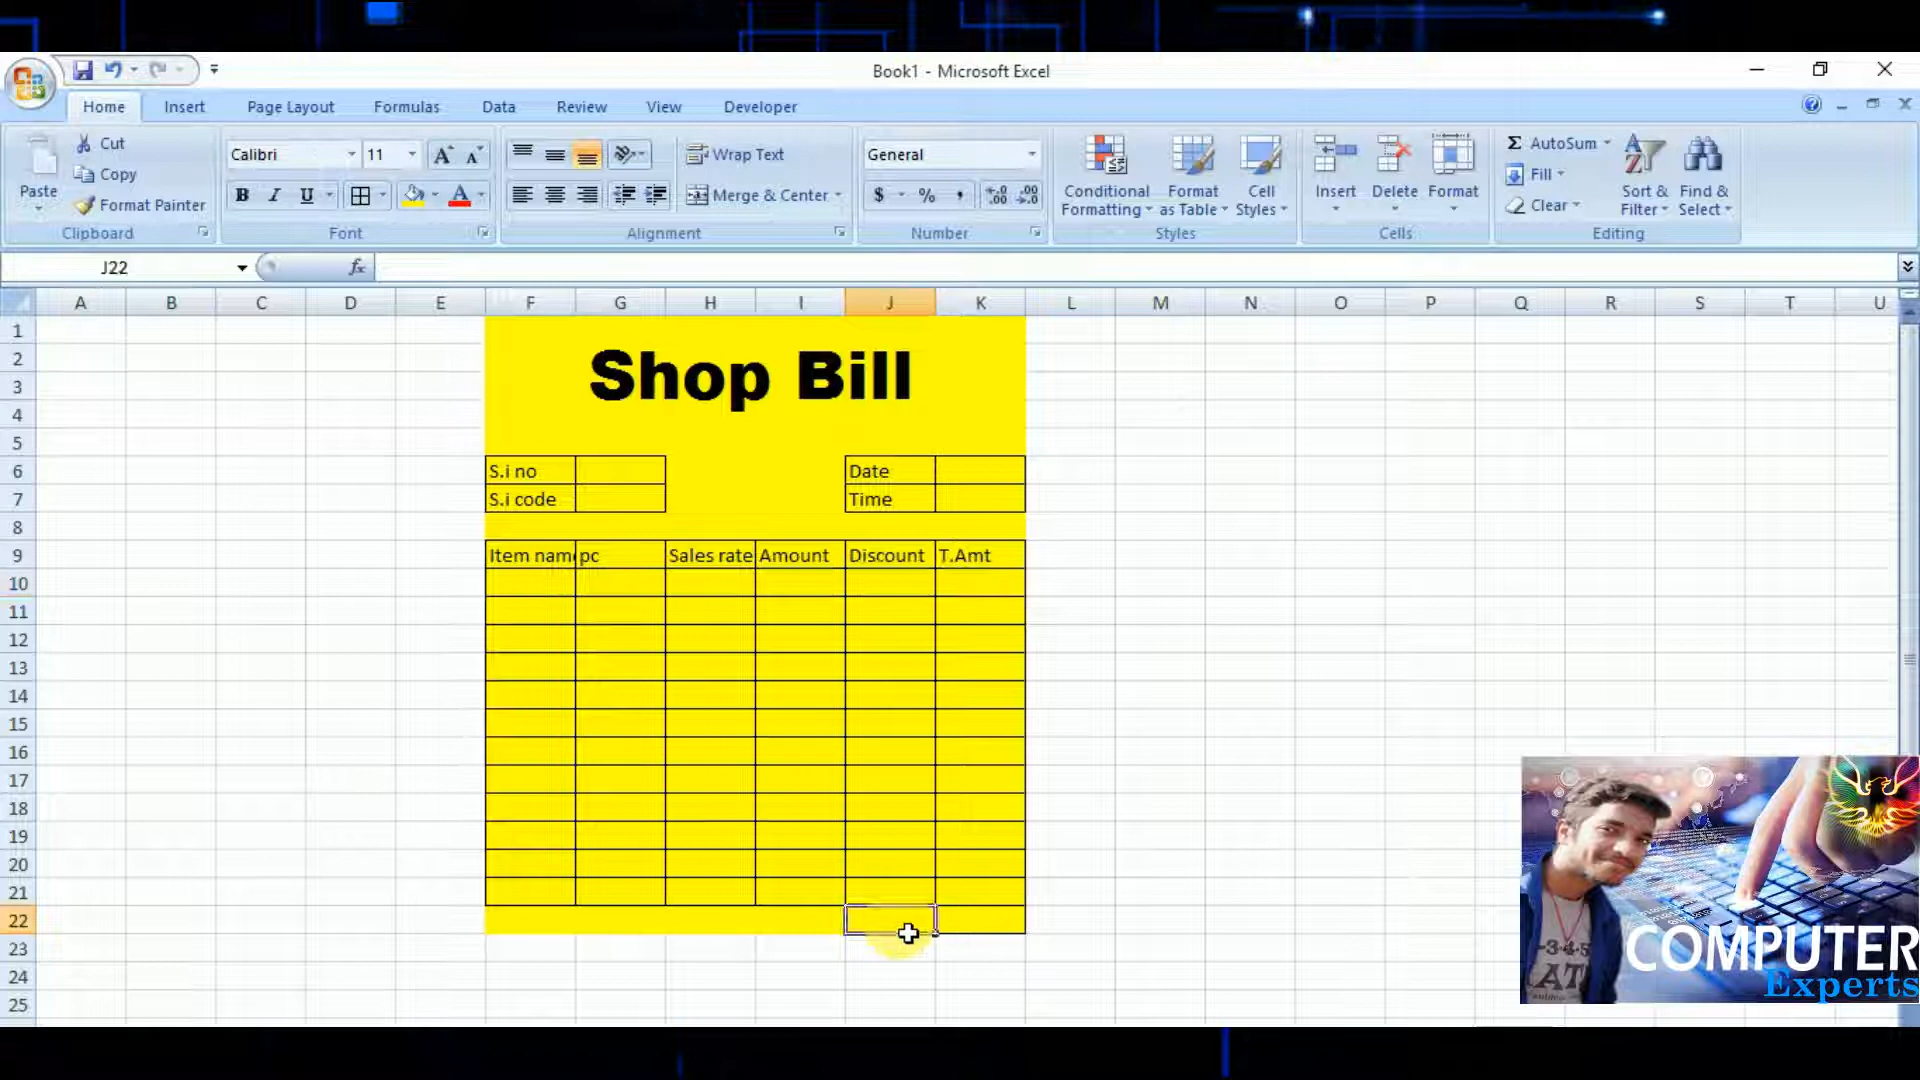 Book1 - Microsoft Excel
Home Insert Page Layout Formulas Data Review View Developer
Paste
Cut
Copy
Format Painter
Clipboard
Calibri 11
B I U
Font
Wrap Text
Merge & Center
Alignment
General
$ % ,
Number
Conditional Formatting
Format as Table
Cell Styles
Styles
Insert Delete Format
Cells
Σ AutoSum
Fill
Clear
Sort & Filter
Find & Select
Editing
J22 fx
A B C D E F G H I J K L M N O P Q R S T U
1
2
3
4
5
6
7
8
9
10
11
12
13
14
15
16
17
18
19
20
21
22
23
24
25
Shop Bill
S.i no Date
S.i code Time
Item nam pc Sales rate Amount Discount T.Amt
-3-4-5
AT
COMPUTER
Experts